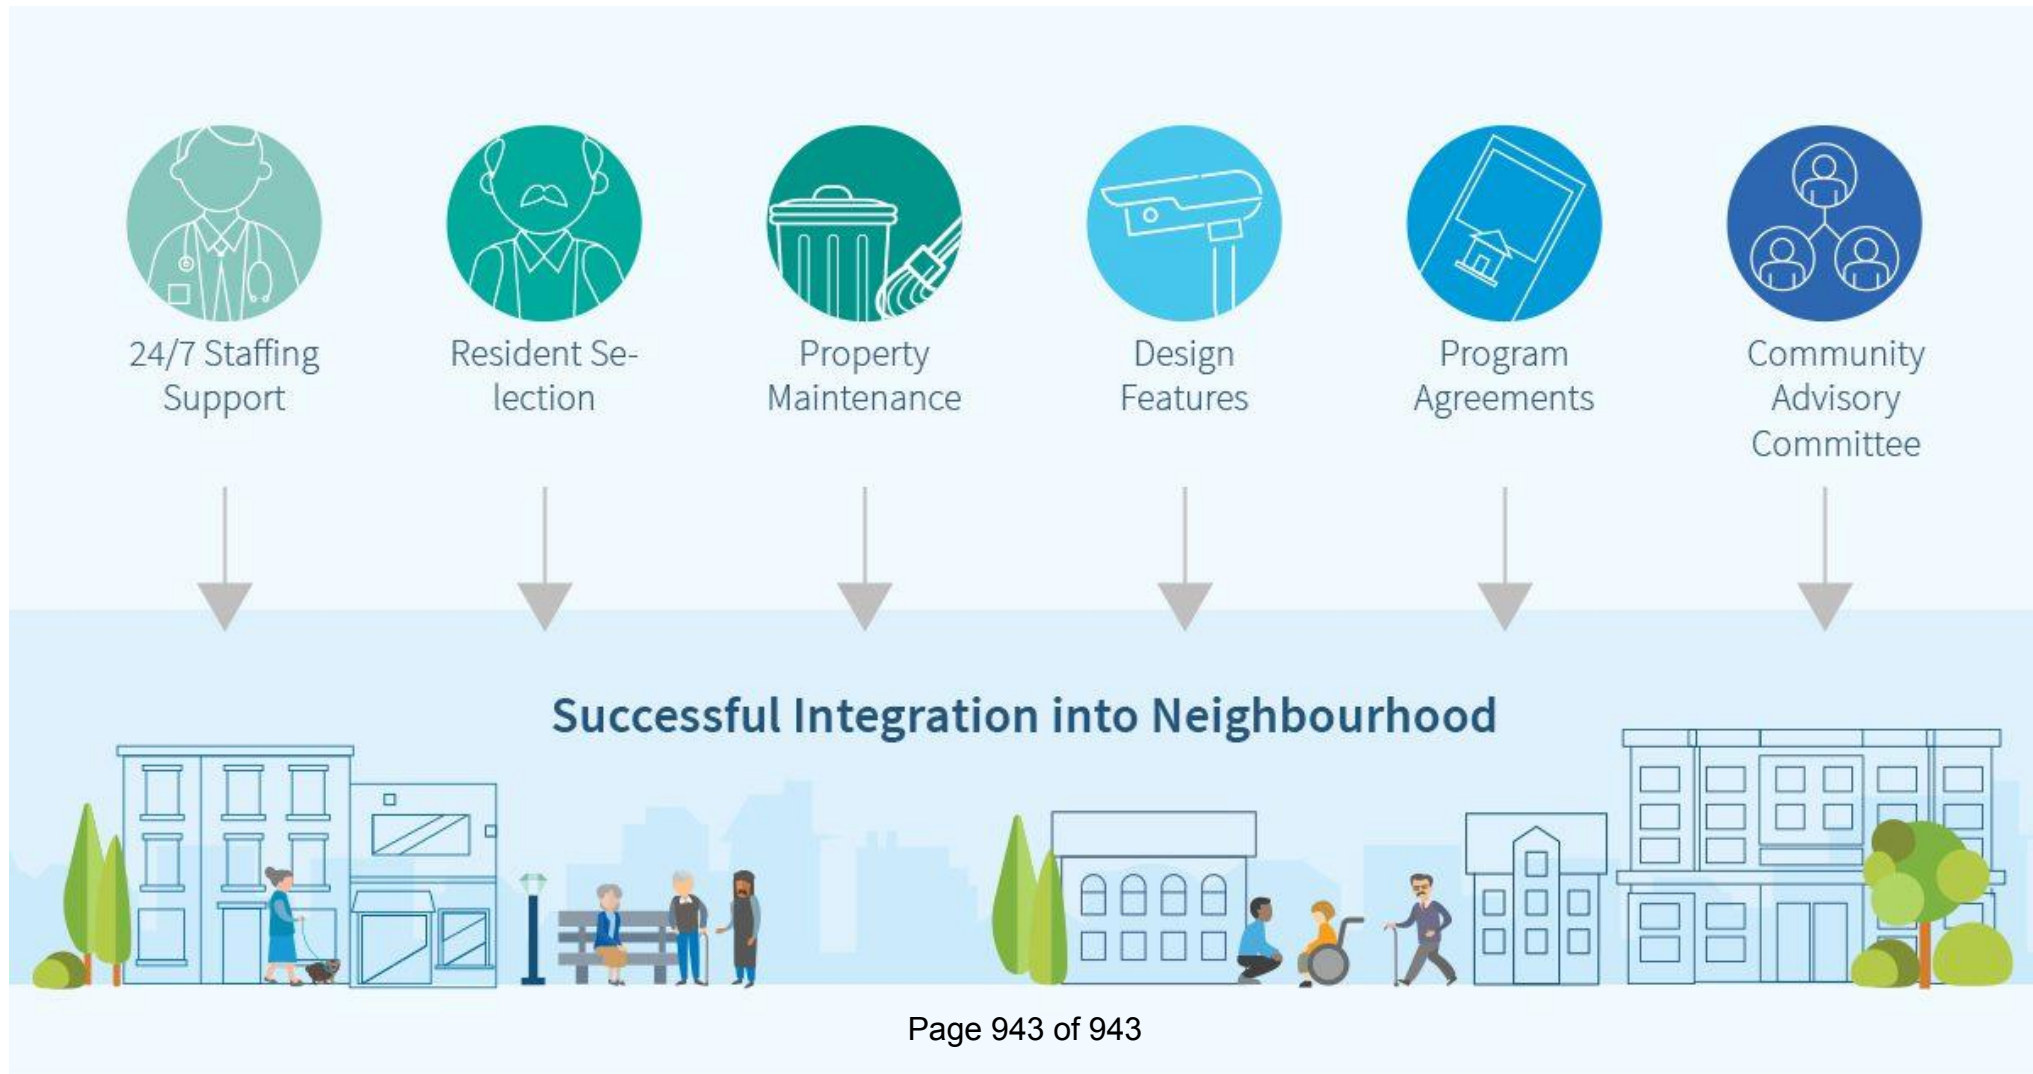 24/7 Staffing
Support
Resident Se-
lection
Property
Maintenance
Design
Features
Program
Agreements
Community
Advisory
Committee
Successful Integration into Neighbourhood
Page 943 of 943